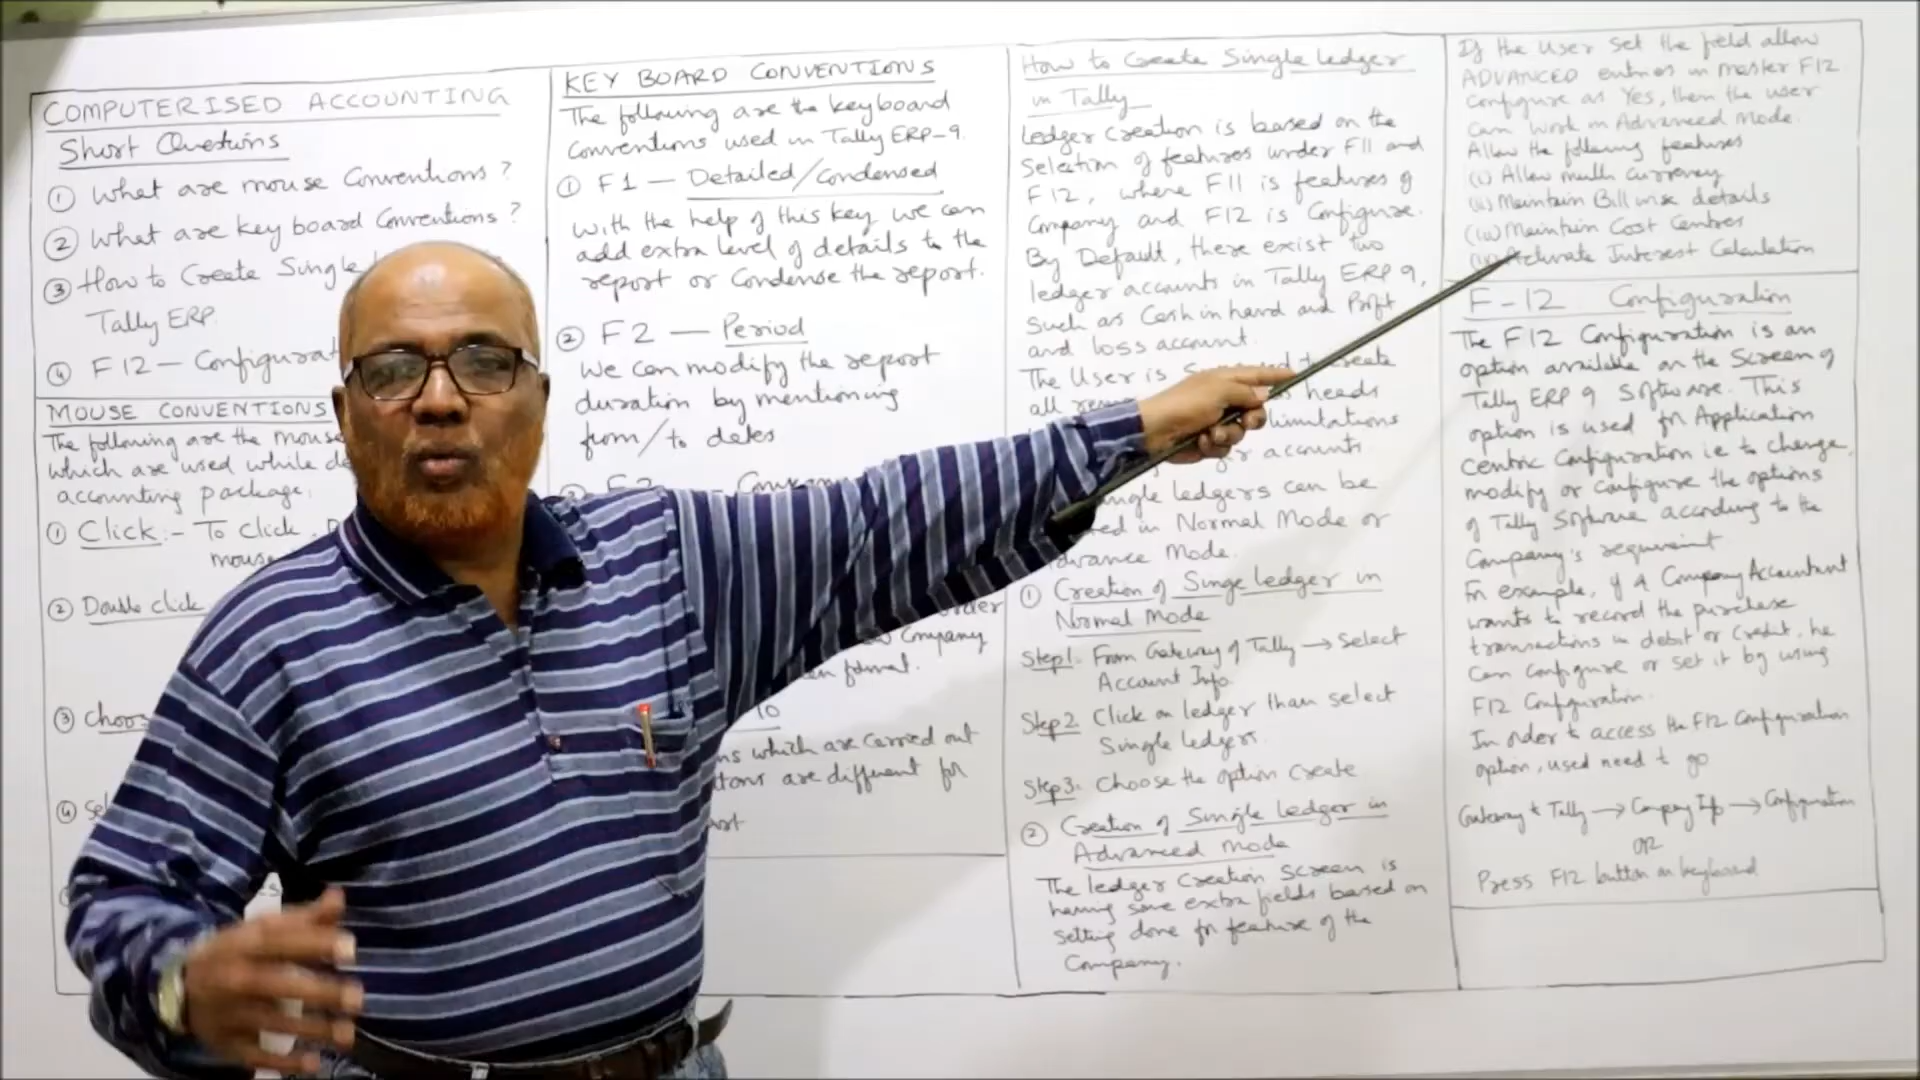 COMPUTERISED ACCOUNTING
Short Questions
① What are mouse Conventions?
② What are key board Conventions?
③ How to Create Single
Tally ERP.
④ F12 - Configurat
MOUSE CONVENTIONS
The following are the mouse
which are used while
accounting package.
① Click:- To click
mouse
② Double click
③
④
KEY BOARD CONVENTIONS
The following are the keyboard
Conventions used in Tally ERP-9.
① F1 — Detailed/Condensed
With the help of this key we can
add extra level of details to the
report or Condense the report.
② F2 — Period
We can modify the report
duration by mentioning
from/to dates
Company
format.
10
ns which are carried out
are different for
How to Create Single ledger
in Tally
Ledger Creation is based on the
Selection of features under F11 and
F12, where F11 is features of
Company and F12 is Configure.
By Default, there exist two
ledger accounts in Tally ERP 9,
Such as Cash in hand and Profit
and loss account.
The User is
all heads
limitations
accounts.
ledgers can be
in Normal Mode or
Advance Mode.
① Creation of Singe ledger in
Normal Mode
Step1. From Gateway of Tally → Select
Account Info.
Step2. Click on ledger than select
Single ledgers.
Step3: Choose the option Create
② Creation of Single Ledger in
Advanced mode
The ledger Creation Screen is
having some extra fields based on
setting done for feature of the
Company.
If the User set the field allow
ADVANCED entries in master F12
Configure as Yes, then the user
Can work in Advanced Mode.
Allow the following features
(i) Allow multi Currency
(ii) Maintain Bill wise details
(iii) Maintain Cost Centres
Activate Interest Calculation
F-12 Configuration
The F12 Configuration is an
option available on the Screen of
Tally ERP 9 Software. This
option is used for Application
Centric Configuration ie to change,
modify or Configure the options
of Tally Software according to the
Company's
For example, if a Company Accountant
wants to record the purchase
transactions in debit or Credit, he
Can Configure or set it by using
F12 Configuration.
In order to access the F12 Configuration
option, used need to go
Gateway of Tally → Company Info → Configuration
OR
Press F12 button on keyboard